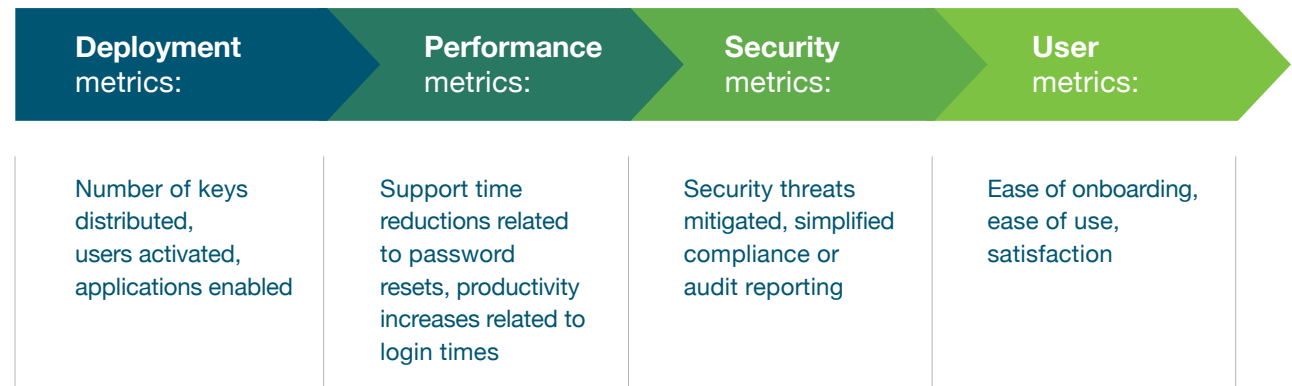 Deployment
metrics:
Performance
metrics:
Security
metrics:
User
metrics:
Number of keys
distributed,
users activated,
applications enabled
Support time
reductions related
to password
resets, productivity
increases related to
login times
Security threats
mitigated, simplified
compliance or
audit reporting
Ease of onboarding,
ease of use,
satisfaction